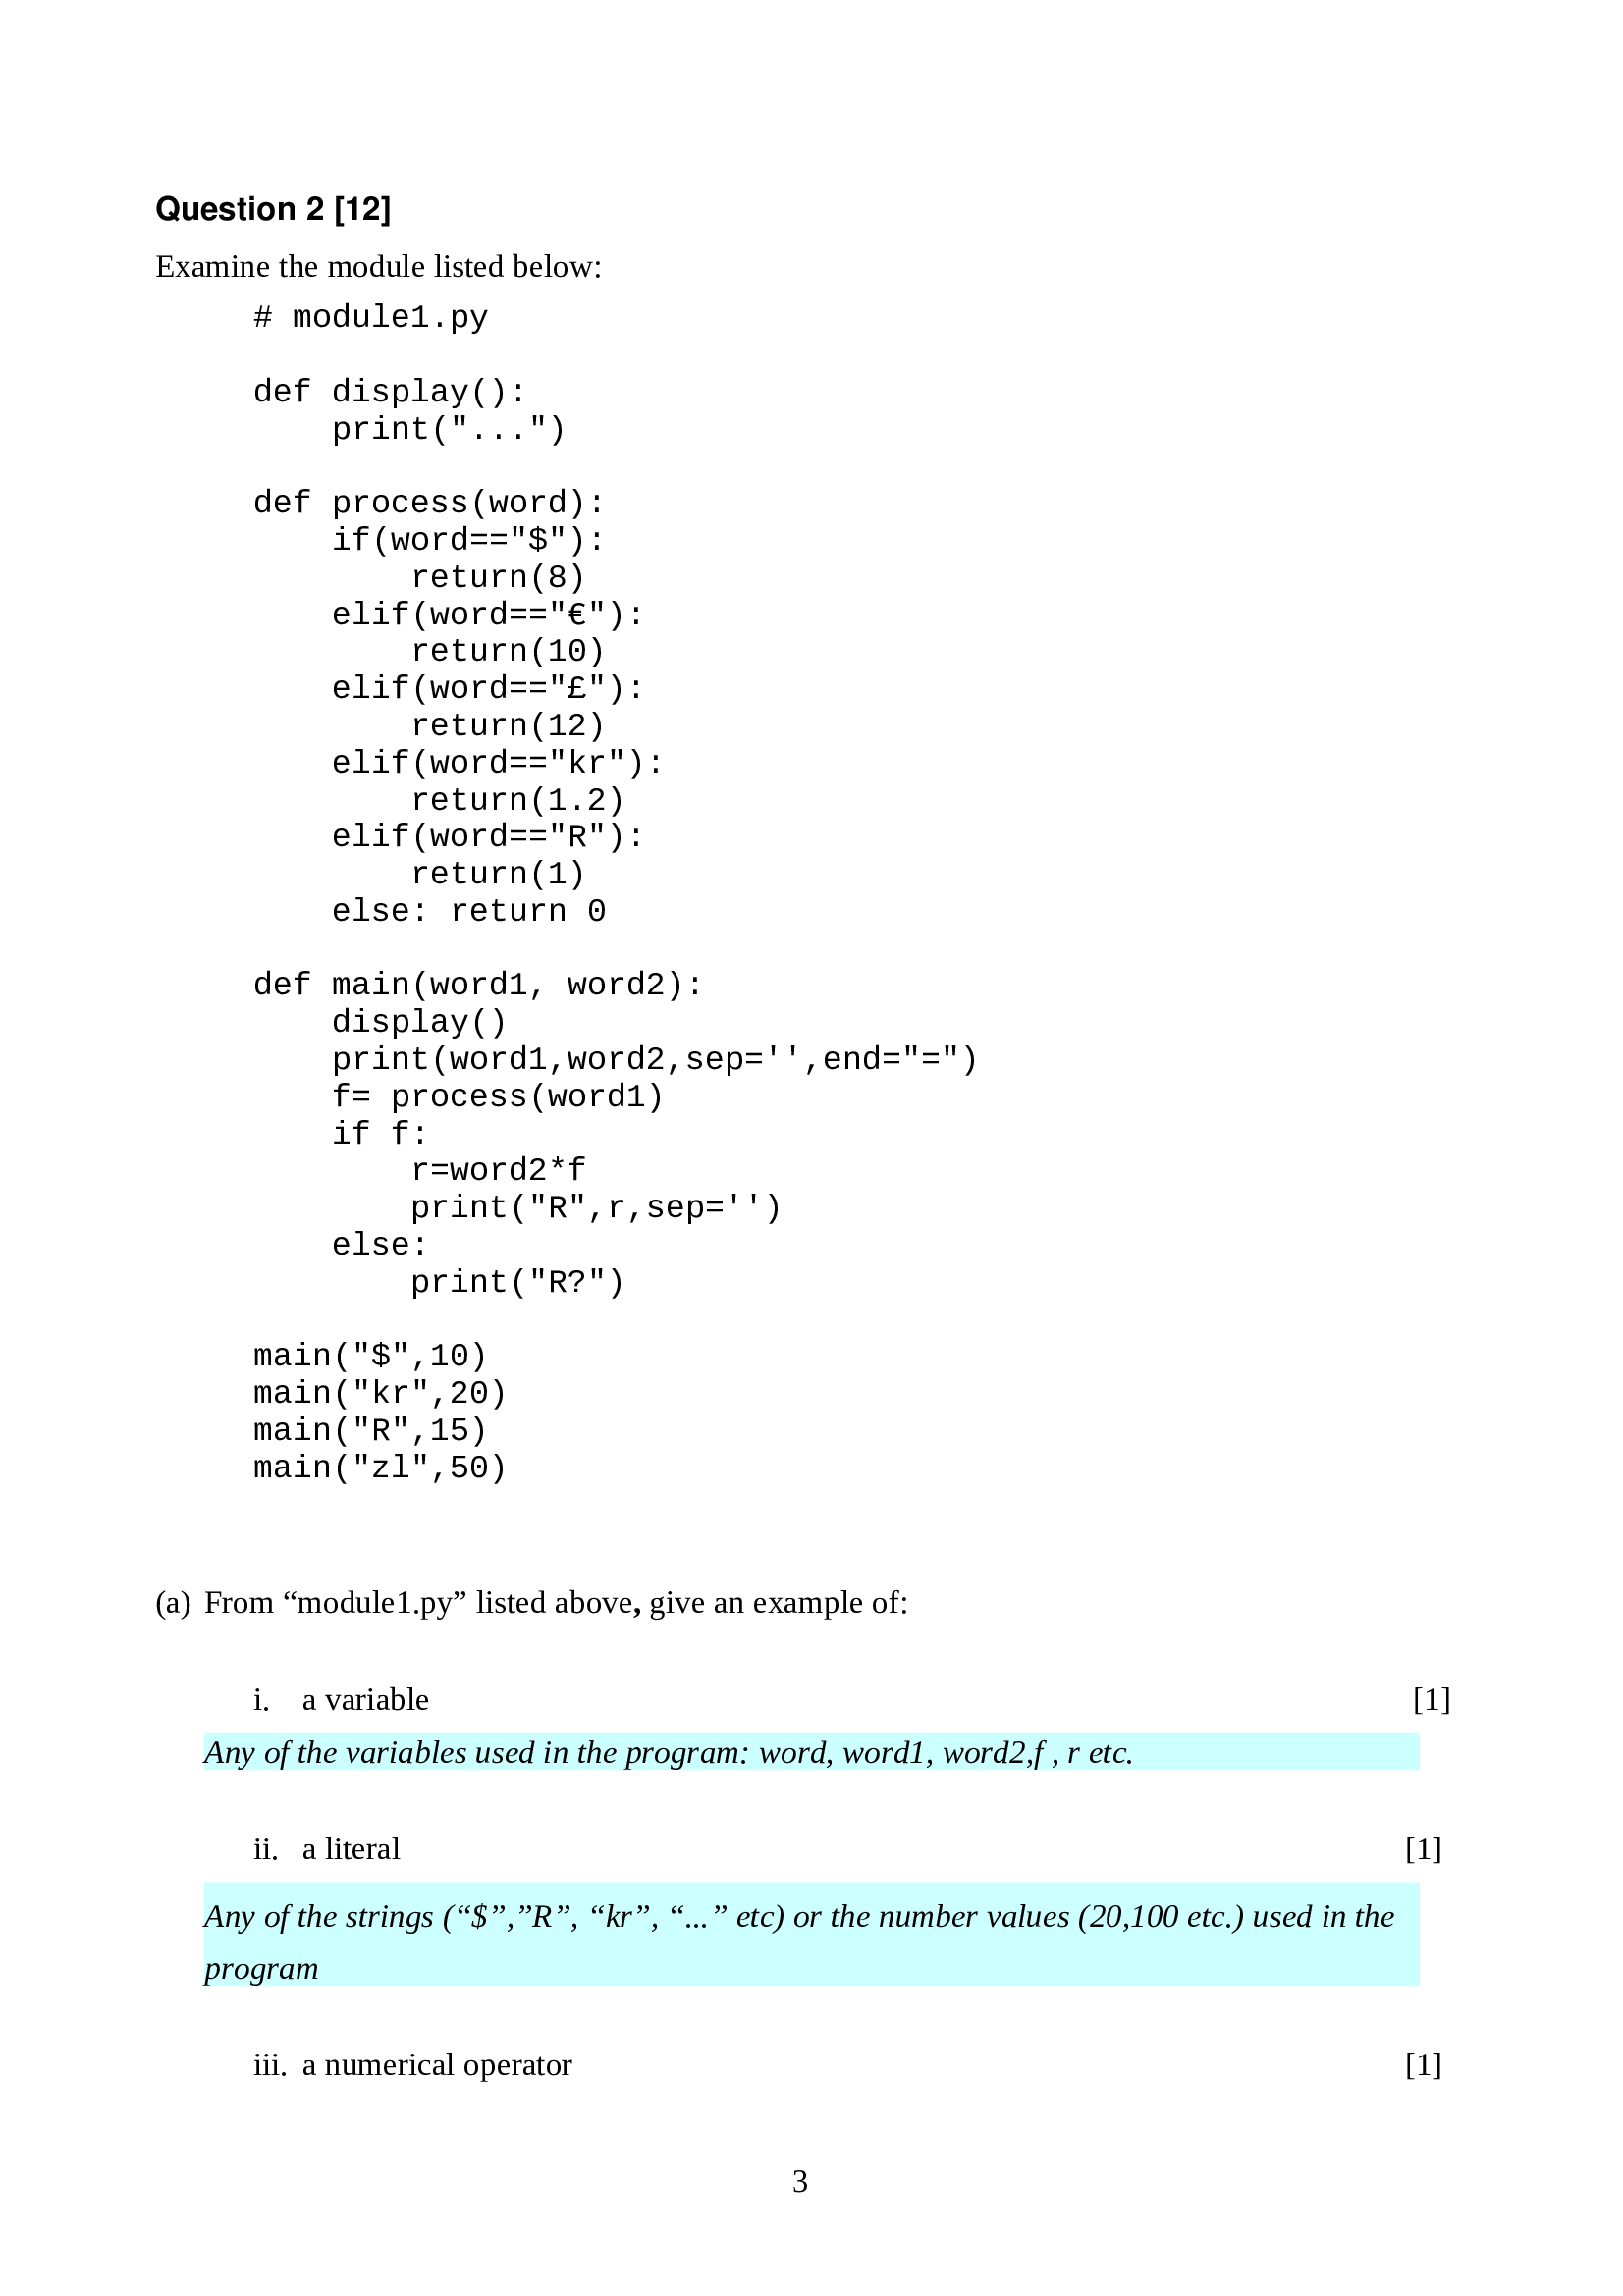 Question 2 [12]
Examine the module listed below:
# module1.py
def display():
    print("...")
def process(word):
    if(word=="$"):
        return(8)
    elif(word=="€"):
        return(10)
    elif(word=="£"):
        return(12)
    elif(word=="kr"):
        return(1.2)
    elif(word=="R"):
        return(1)
    else: return 0
def main(word1, word2):
    display()
    print(word1,word2,sep='',end="=")
    f= process(word1)
    if f:
        r=word2*f
        print("R",r,sep='')
    else:
        print("R?")
main("$",10)
main("kr",20)
main("R",15)
main("zl",50)
(a) From “module1.py” listed above, give an example of:
i. a variable [1]
Any of the variables used in the program: word, word1, word2,f , r etc.
ii. a literal [1]
Any of the strings (“$”,”R”, “kr”, “...” etc) or the number values (20,100 etc.) used in the
program
iii. a numerical operator [1]
3